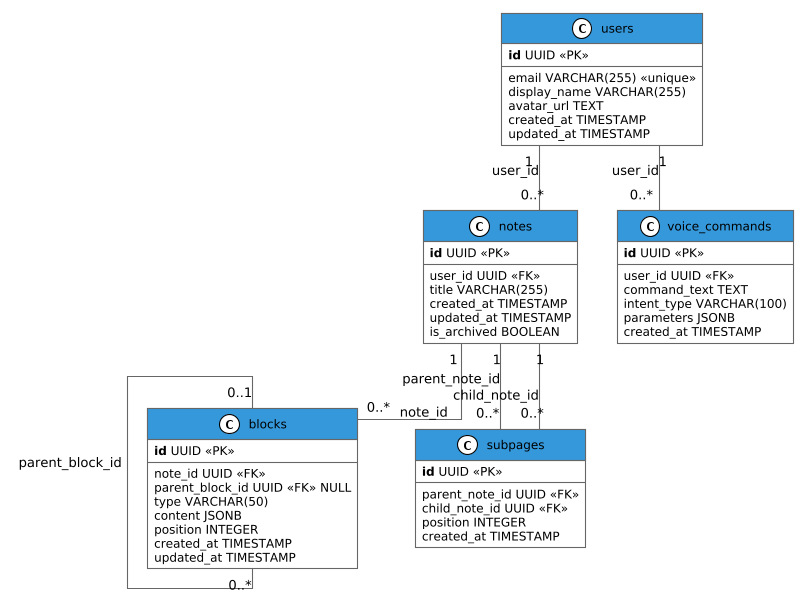 C users
id UUID «PK»
email VARCHAR(255) «unique»
display_name VARCHAR(255)
avatar_url TEXT
created_at TIMESTAMP
updated_at TIMESTAMP
1
user_id
0..*
1
user_id
0..*
C notes
id UUID «PK»
user_id UUID «FK»
title VARCHAR(255)
created_at TIMESTAMP
updated_at TIMESTAMP
is_archived BOOLEAN
C voice_commands
id UUID «PK»
user_id UUID «FK»
command_text TEXT
intent_type VARCHAR(100)
parameters JSONB
created_at TIMESTAMP
1
note_id
0..*
1
parent_note_id
0..*
1
child_note_id
0..*
0..1
parent_block_id
0..*
C blocks
id UUID «PK»
note_id UUID «FK»
parent_block_id UUID «FK» NULL
type VARCHAR(50)
content JSONB
position INTEGER
created_at TIMESTAMP
updated_at TIMESTAMP
C subpages
id UUID «PK»
parent_note_id UUID «FK»
child_note_id UUID «FK»
position INTEGER
created_at TIMESTAMP